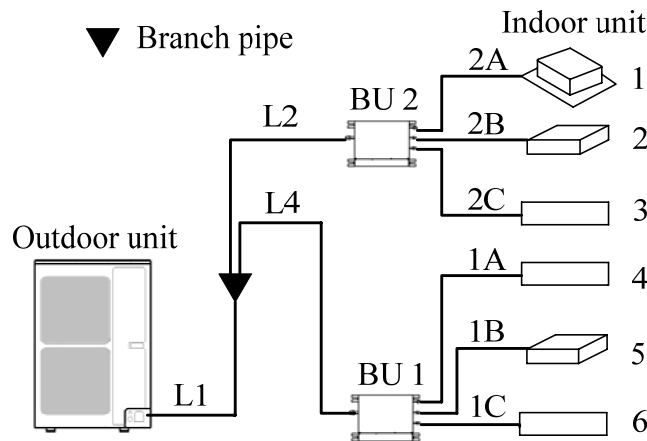 Branch pipe
Indoor unit
2A
1
BU 2
L2
2B
2
2C
3
L4
Outdoor unit
1A
4
1B
5
BU 1
L1
1C
6